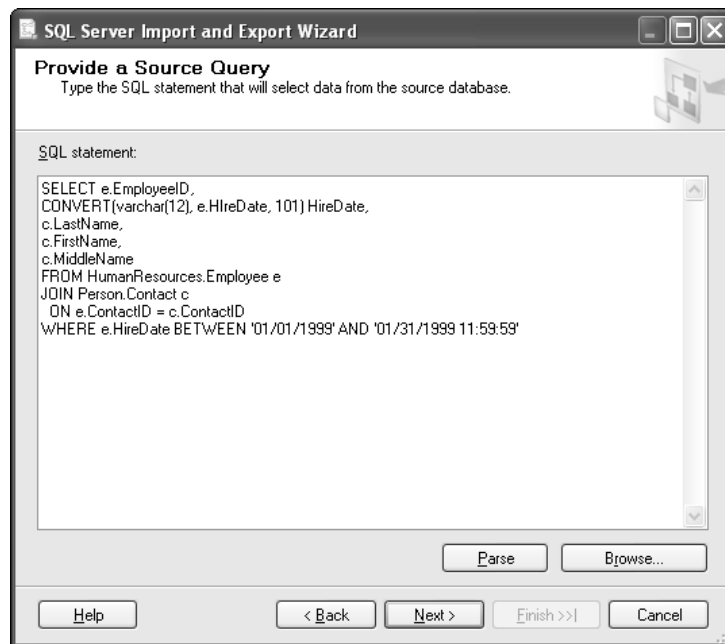 SQL Server Import and Export Wizard
Provide a Source Query
Type the SQL statement that will select data from the source database.
SQL statement:
SELECT e.EmployeeID,
CONVERT(varchar(12), e.HIreDate, 101) HireDate,
c.LastName,
c.FirstName,
c.MiddleName
FROM HumanResources.Employee e
JOIN Person.Contact c
  ON e.ContactID = c.ContactID
WHERE e.HireDate BETWEEN '01/01/1999' AND '01/31/1999 11:59:59'
Parse Browse...
Help < Back Next > Finish >>| Cancel